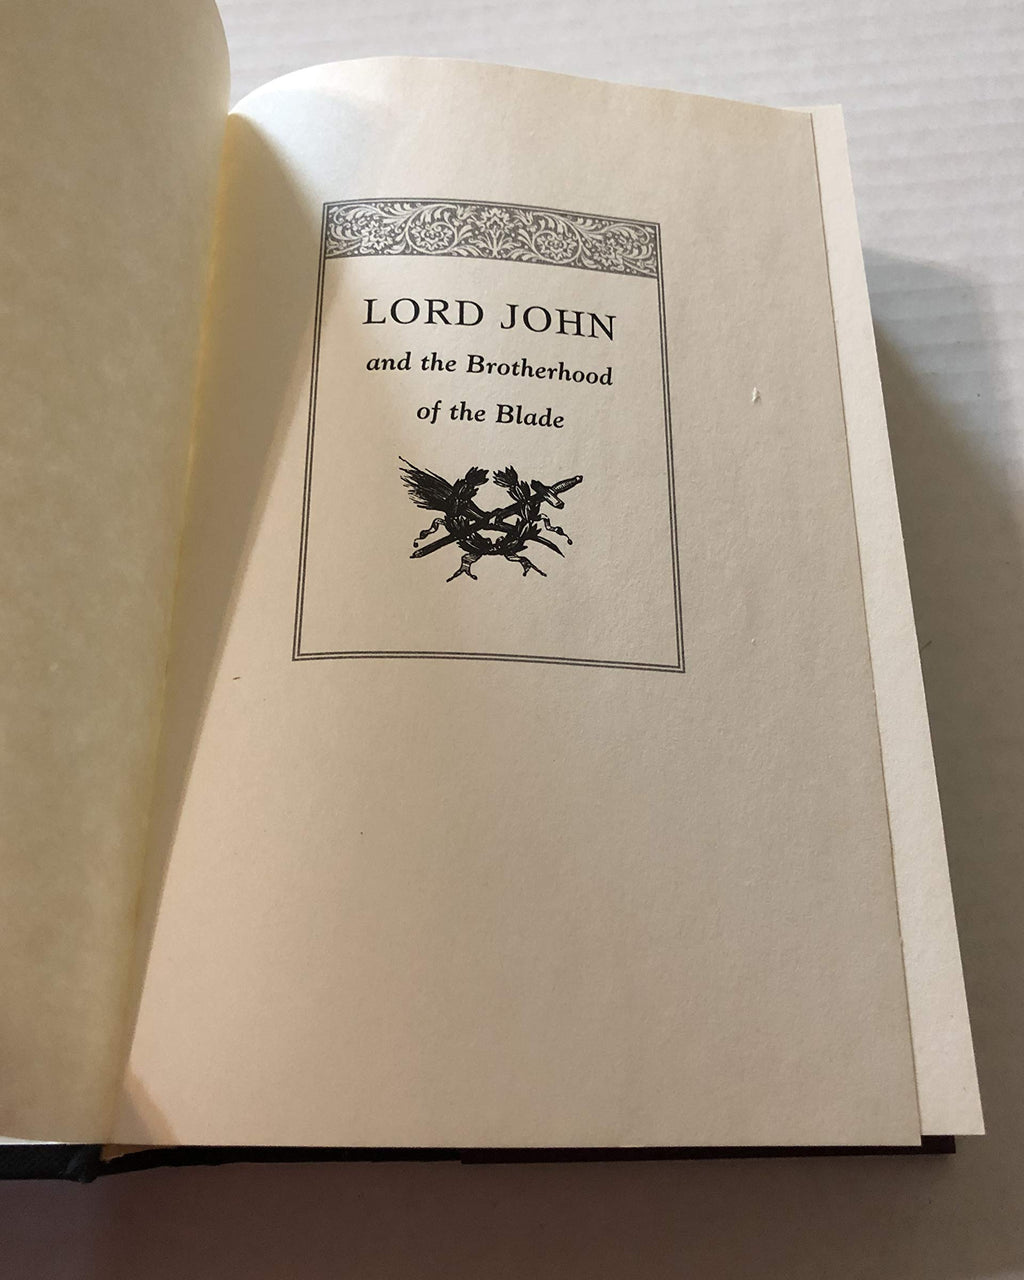 LORD JOHN
and the Brotherhood
of the Blade